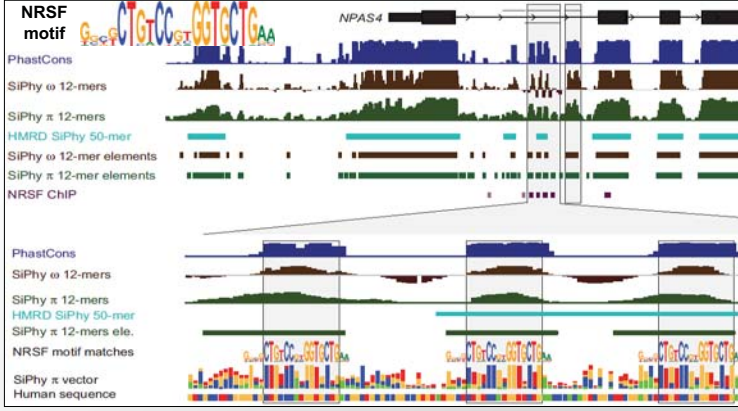 NRSF
motif
CTGTCCGTGGTGCTGAA
NPAS4
PhastCons
SiPhy ω 12-mers
SiPhy π 12-mers
HMRD SiPhy 50-mer
SiPhy ω 12-mer elements
SiPhy π 12-mer elements
NRSF ChIP
PhastCons
SiPhy ω 12-mers
SiPhy π 12-mers
HMRD SiPhy 50-mer
SiPhy π 12-mers ele.
NRSF motif matches
SiPhy π vector
Human sequence